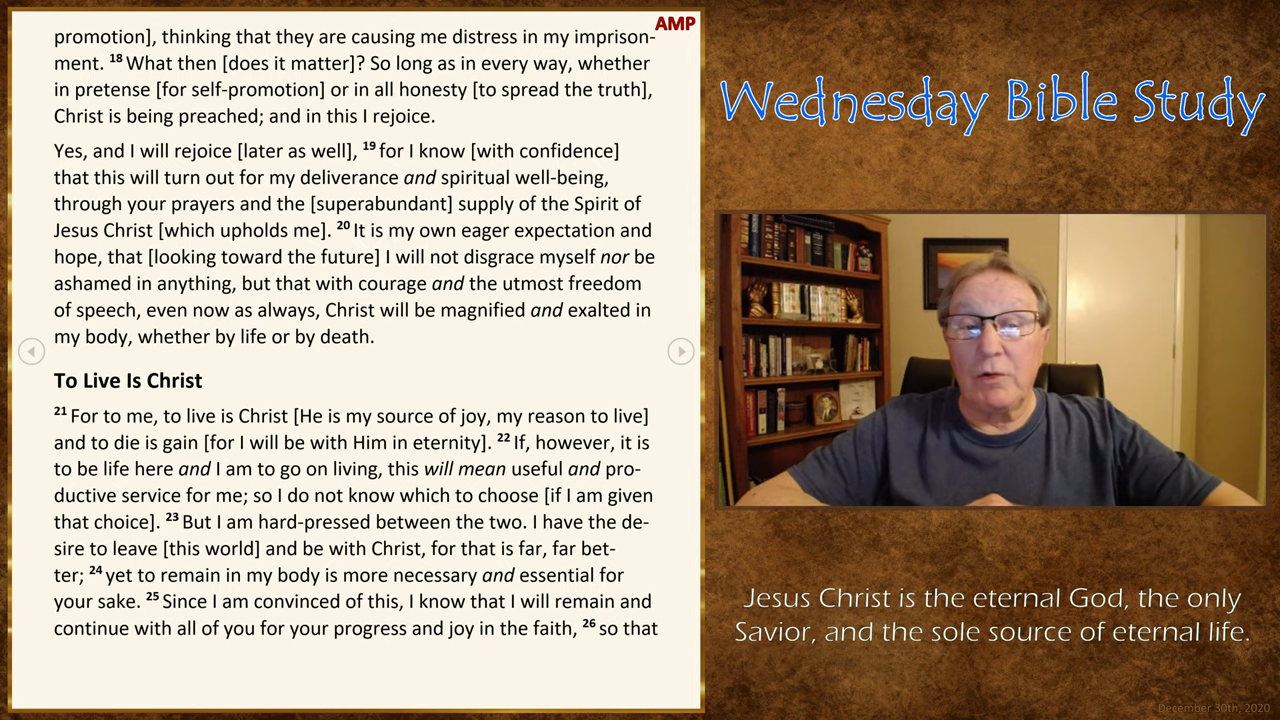 AMP
promotion], thinking that they are causing me distress in my imprison-
ment. 18 What then [does it matter]? So long as in every way, whether
in pretense [for self-promotion] or in all honesty [to spread the truth],
Christ is being preached; and in this I rejoice.
Yes, and I will rejoice [later as well], 19 for I know [with confidence]
that this will turn out for my deliverance and spiritual well-being,
through your prayers and the [superabundant] supply of the Spirit of
Jesus Christ [which upholds me]. 20 It is my own eager expectation and
hope, that [looking toward the future] I will not disgrace myself nor be
ashamed in anything, but that with courage and the utmost freedom
of speech, even now as always, Christ will be magnified and exalted in
my body, whether by life or by death.
To Live Is Christ
21 For to me, to live is Christ [He is my source of joy, my reason to live]
and to die is gain [for I will be with Him in eternity]. 22 If, however, it is
to be life here and I am to go on living, this will mean useful and pro-
ductive service for me; so I do not know which to choose [if I am given
that choice]. 23 But I am hard-pressed between the two. I have the de-
sire to leave [this world] and be with Christ, for that is far, far bet-
ter; 24 yet to remain in my body is more necessary and essential for
your sake. 25 Since I am convinced of this, I know that I will remain and
continue with all of you for your progress and joy in the faith, 26 so that
Wednesday Bible Study
Jesus Christ is the eternal God, the only
Savior, and the sole source of eternal life.
December 30th, 2020